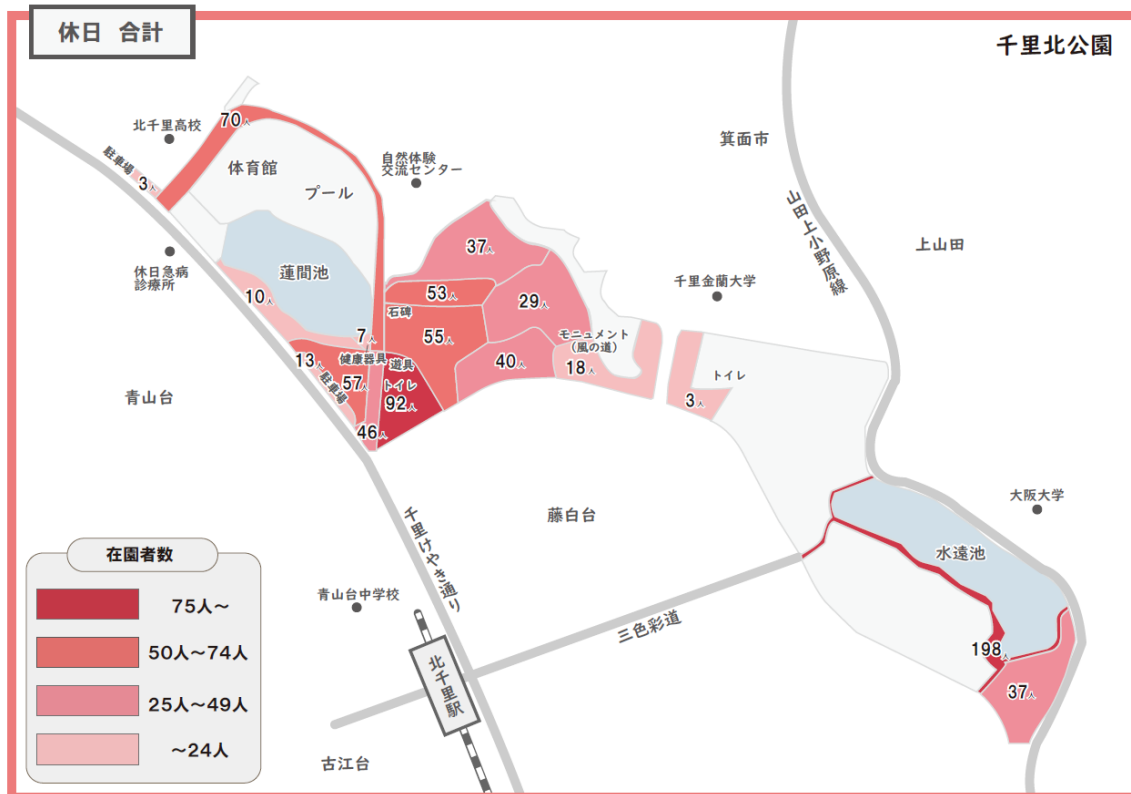 休日 合計
千里北公園
北千里高校
70人
箕面市
駐車場
3人
体育館
自然体験
交流センター
プール
山田上小野原線
上山田
休日急病
診療所
蓮間池
37人
千里金蘭大学
10人
53人
29人
石碑
7人
55人
モニュメント
(風の道)
13人
健康器具
遊具
40人
18人
トイレ
57人
トイレ
駐車場
92人
3人
青山台
46人
大阪大学
藤白台
千里けやき通り
水遠池
在園者数
75人～
50人～74人
25人～49人
～24人
青山台中学校
三色彩道
198人
37人
北千里駅
古江台